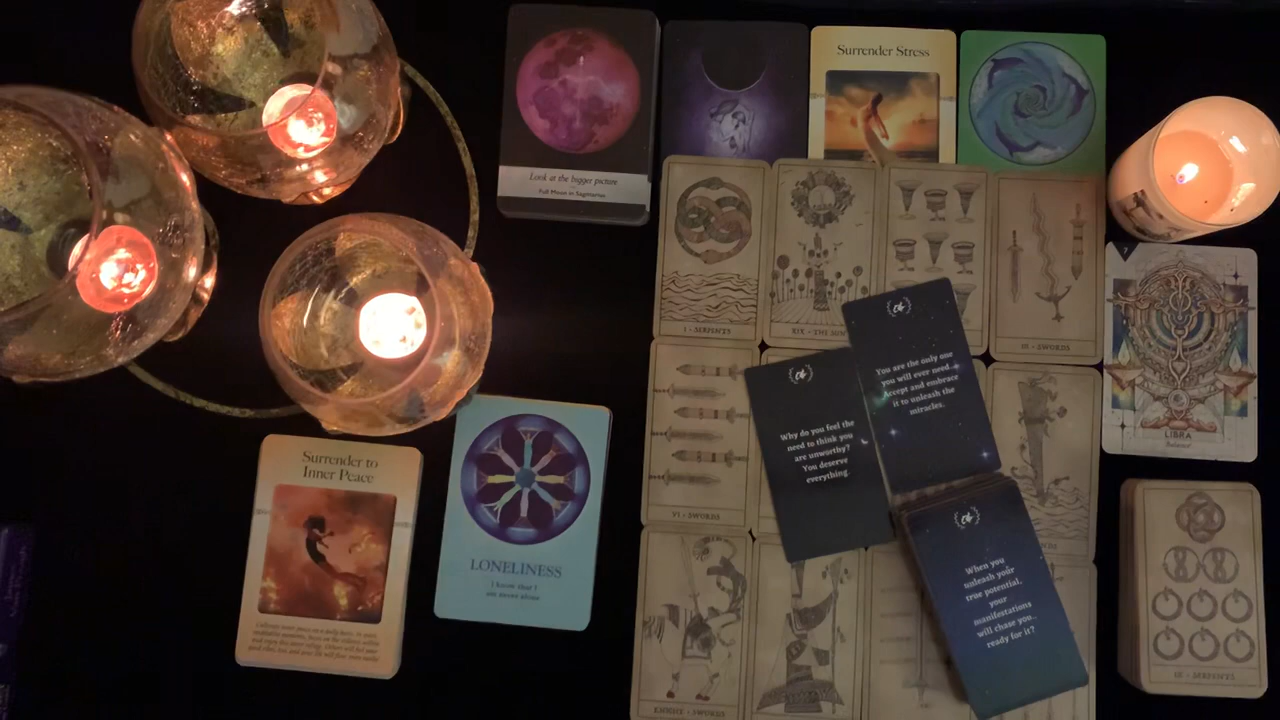 Look at the bigger picture
Full Moon in Sagittarius
Surrender Stress
I • SERPENTS
XIX • THE
III • SWORDS
7
LIBRA
Balance
You are the only one
you will ever need.
Accept and embrace
it to unleash the
miracles.
Why do you feel the
need to think you
are unworthy?
You deserve
everything.
VI • SWORDS
Surrender to
Inner Peace
LONELINESS
I know that I
am never alone
When you
unleash your
true potential,
your
manifestations
will chase you..
ready for it?
KNIGHT • SWORDS
III • SERPENTS